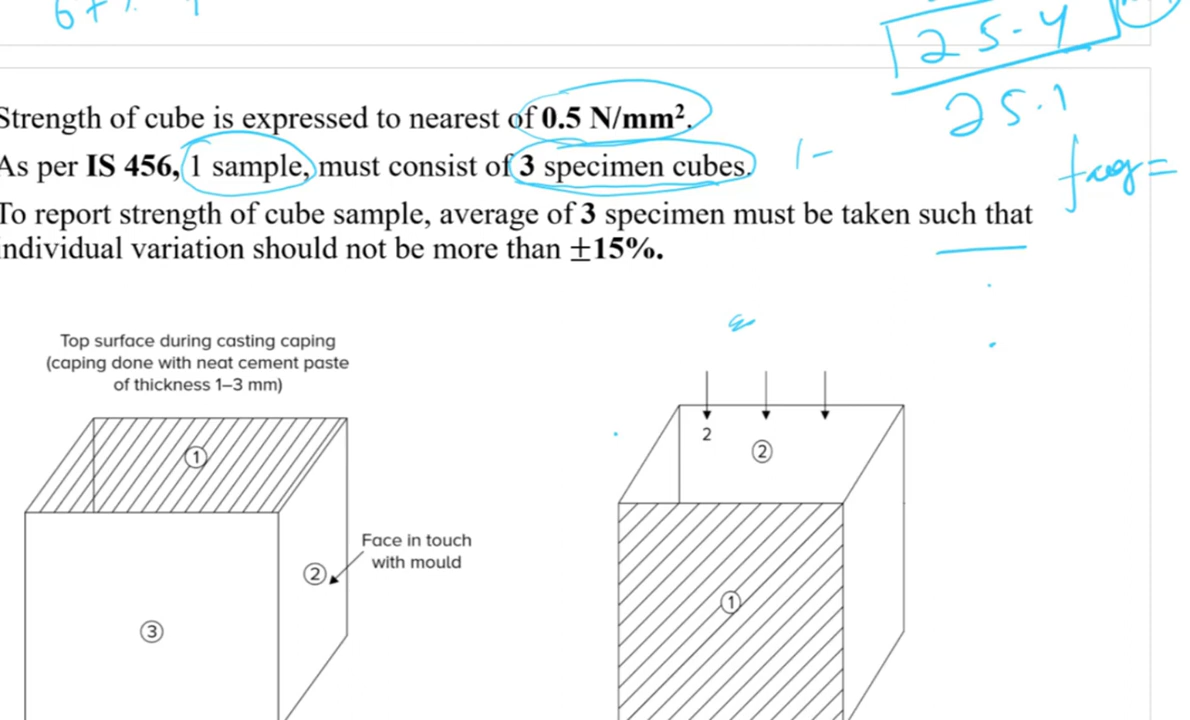 67
25.4
25.1
Strength of cube is expressed to nearest of 0.5 N/mm².
As per IS 456, 1 sample, must consist of 3 specimen cubes.
1-
favg =
To report strength of cube sample, average of 3 specimen must be taken such that
individual variation should not be more than ±15%.
Top surface during casting caping
(caping done with neat cement paste
of thickness 1–3 mm)
①
Face in touch
with mould
②
③
2
②
①